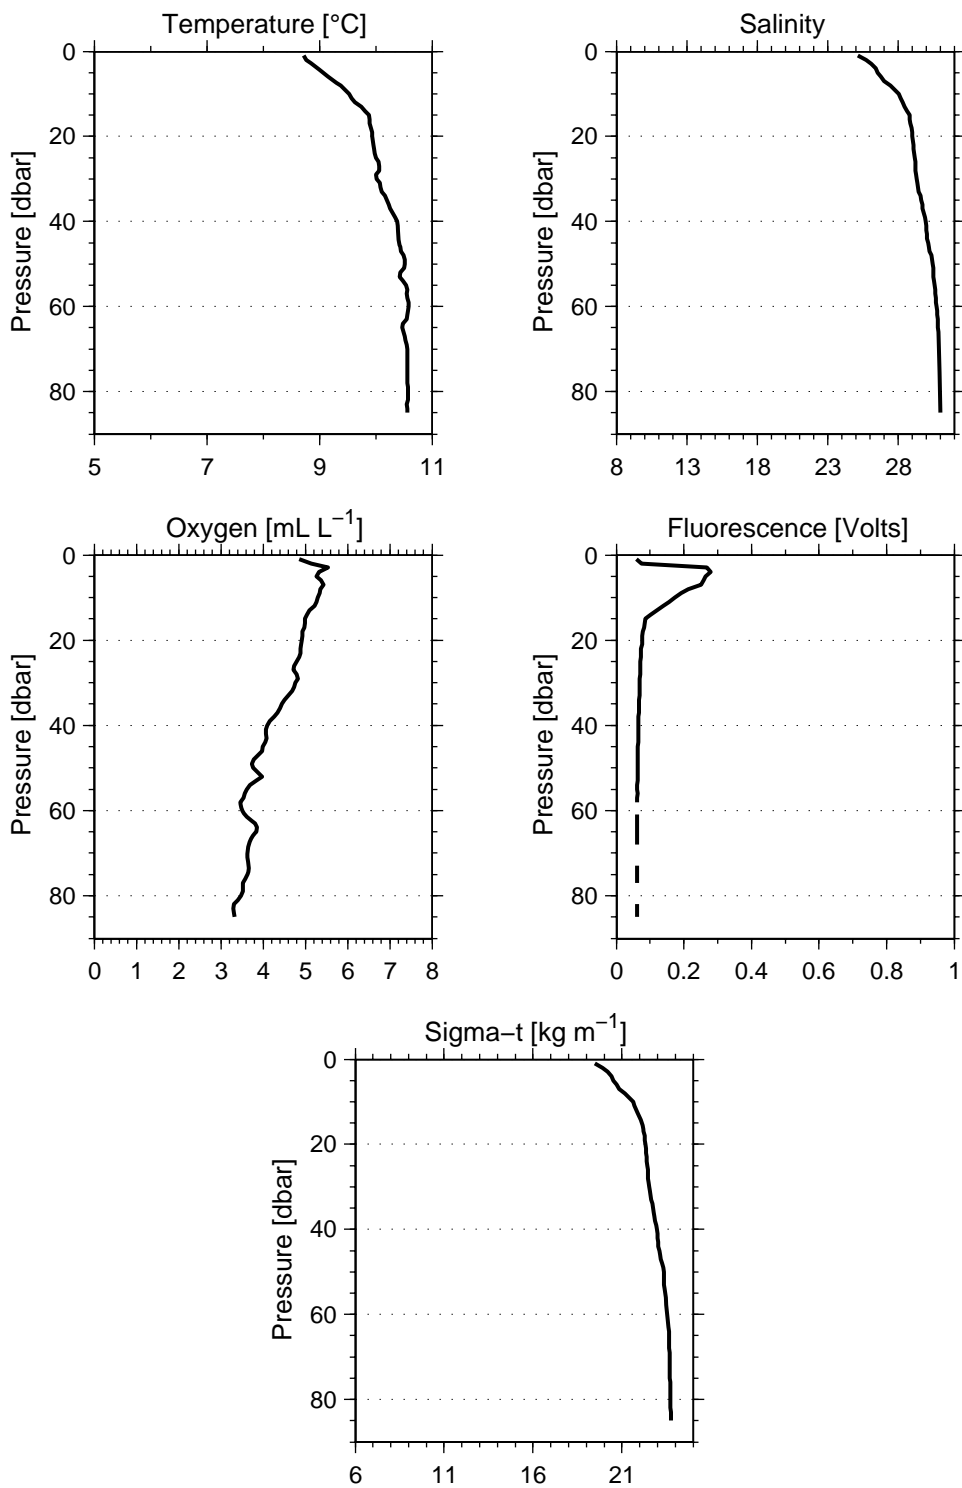 Temperature [°C]
0
20
40
60
80
Pressure [dbar]
5 7 9 11
Salinity
0
20
40
60
80
Pressure [dbar]
8 13 18 23 28
Oxygen [mL L−1]
0
20
40
60
80
Pressure [dbar]
0 1 2 3 4 5 6 7 8
Fluorescence [Volts]
0
20
40
60
80
Pressure [dbar]
0 0.2 0.4 0.6 0.8 1
Sigma−t [kg m−1]
0
20
40
60
80
Pressure [dbar]
6 11 16 21